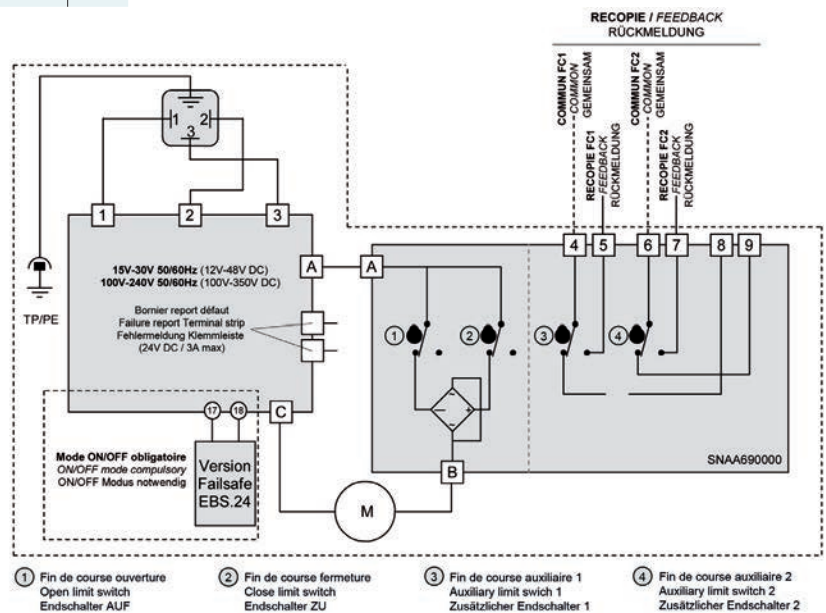 RECOPIE / FEEDBACK
RÜCKMELDUNG
COMMUN FC1
COMMON
GEMEINSAM
RECOPIE FC1
FEEDBACK
RÜCKMELDUNG
COMMUN FC2
COMMON
GEMEINSAM
RECOPIE FC2
FEEDBACK
RÜCKMELDUNG
1 2
3
1 2 3
4 5 6 7 8 9
15V-30V 50/60Hz (12V-48V DC)
100V-240V 50/60Hz (100V-350V DC)
A A
TP/PE
Bornier report défaut
Failure report Terminal strip
Fehlermeldung Klemmleiste
(24V DC / 3A max)
1 2 3 4
17 18 C
Mode ON/OFF obligatoire
ON/OFF mode compulsory
ON/OFF Modus notwendig
Version
Failsafe
EBS.24
SNAA690000
B
M
1 Fin de course ouverture
Open limit switch
Endschalter AUF
2 Fin de course fermeture
Close limit switch
Endschalter ZU
3 Fin de course auxiliaire 1
Auxiliary limit swich 1
Zusätzlicher Endschalter 1
4 Fin de course auxiliaire 2
Auxiliary limit switch 2
Zusätzlicher Endschalter 2